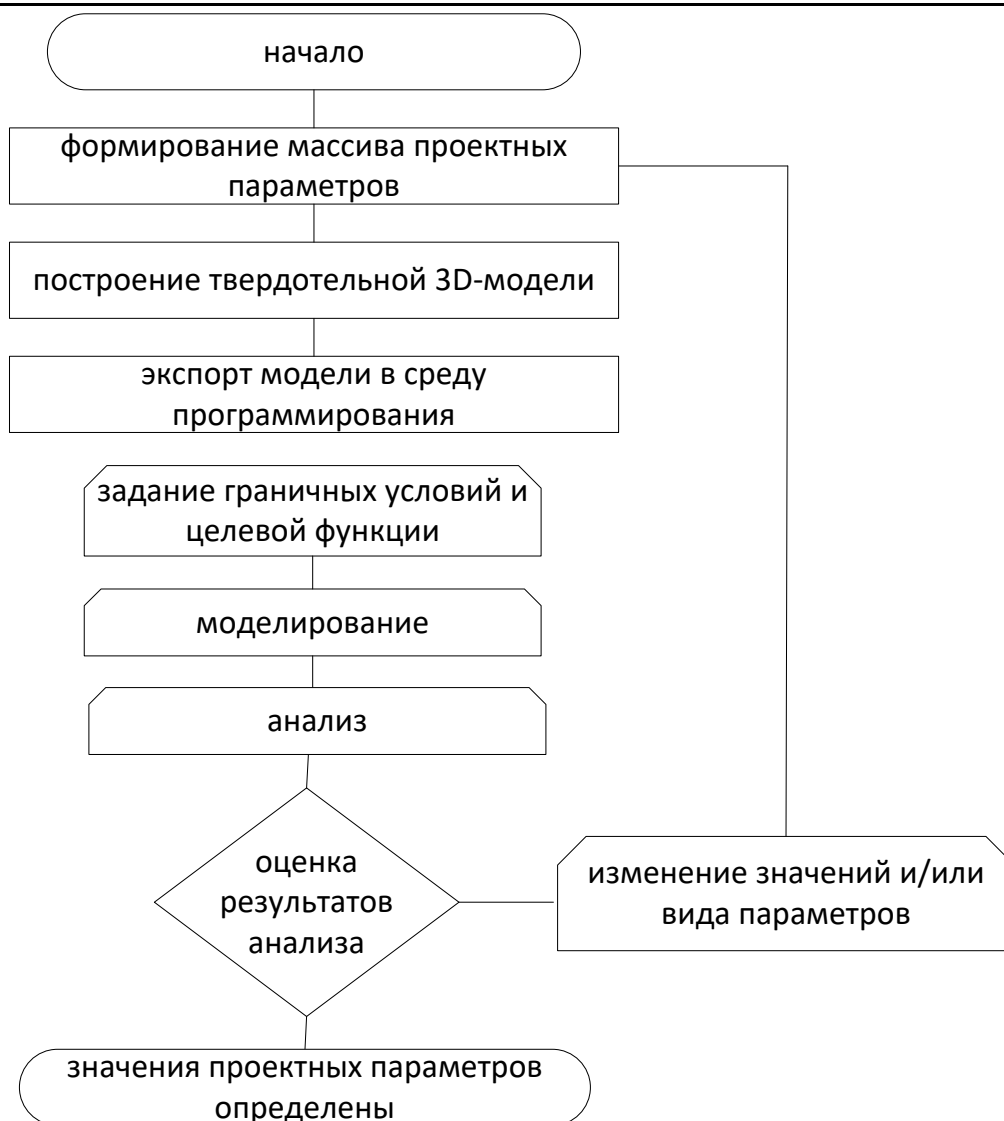 начало
формирование массива проектных
параметров
построение твердотельной 3D-модели
экспорт модели в среду
программирования
задание граничных условий и
целевой функции
моделирование
анализ
оценка
результатов
анализа
изменение значений и/или
вида параметров
значения проектных параметров
определены